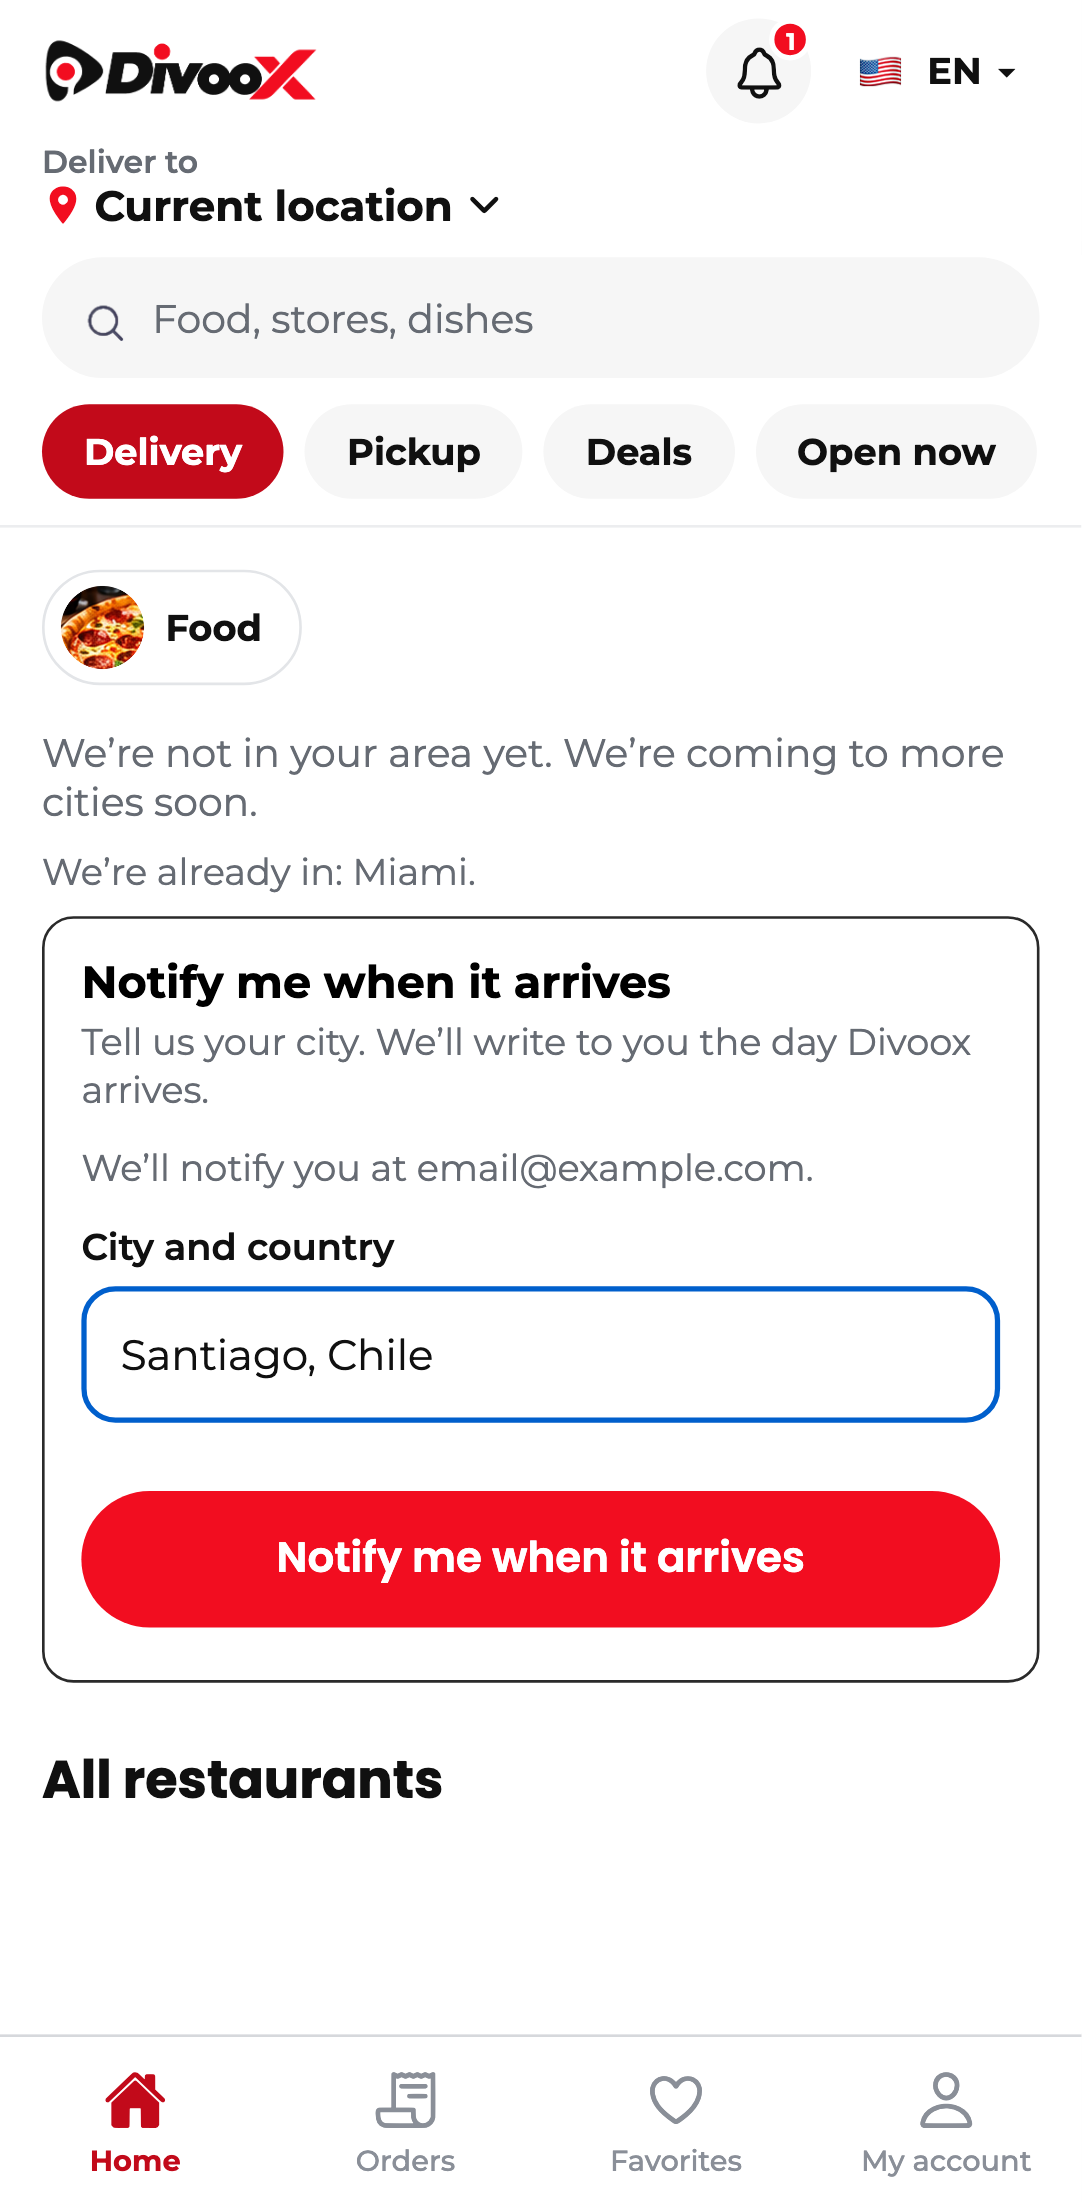 DivooX
1
EN
Deliver to
Current location
Food, stores, dishes
Delivery
Pickup
Deals
Open now
Food
We’re not in your area yet. We’re coming to more
cities soon.
We’re already in: Miami.
Notify me when it arrives
Tell us your city. We’ll write to you the day Divoox
arrives.
We’ll notify you at email@example.com.
City and country
Santiago, Chile
Notify me when it arrives
All restaurants
Home
Orders
Favorites
My account